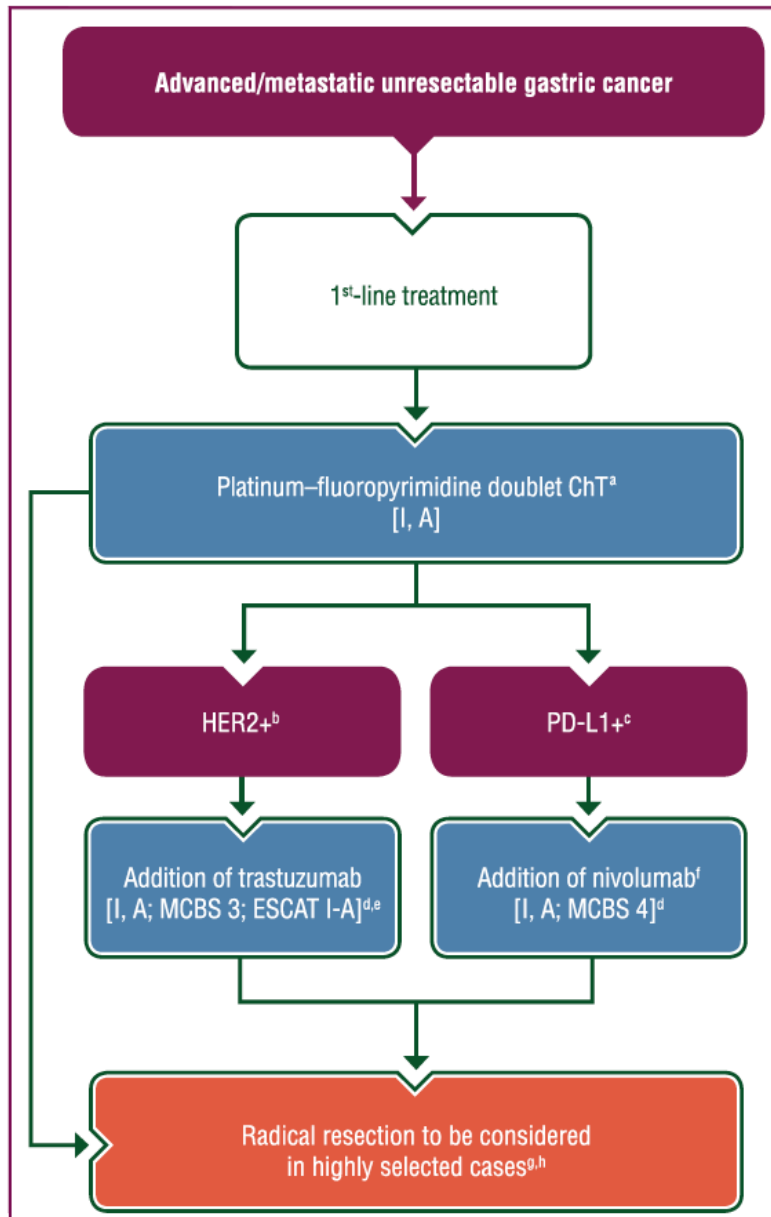 Advanced/metastatic unresectable gastric cancer
1st-line treatment
Platinum–fluoropyrimidine doublet ChTa
[I, A]
HER2+b
PD-L1+c
Addition of trastuzumab
[I, A; MCBS 3; ESCAT I-A]d,e
Addition of nivolumabf
[I, A; MCBS 4]d
Radical resection to be considered
in highly selected casesg,h